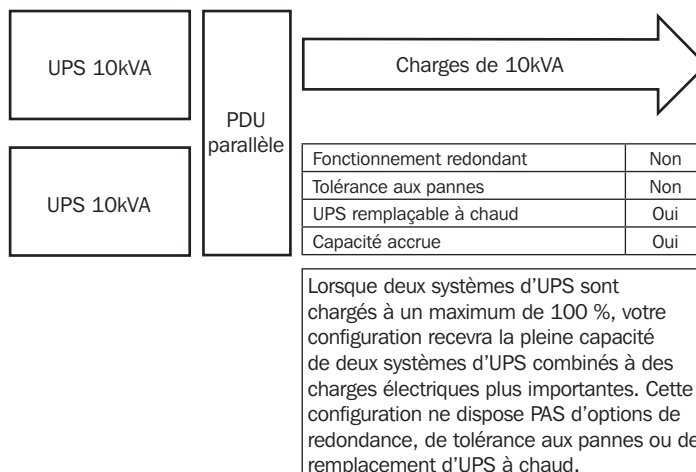 UPS 10kVA
UPS 10kVA
PDU
parallèle
Charges de 10kVA
Fonctionnement redondant Non
Tolérance aux pannes Non
UPS remplaçable à chaud Oui
Capacité accrue Oui
Lorsque deux systèmes d'UPS sont
chargés à un maximum de 100 %, votre
configuration recevra la pleine capacité
de deux systèmes d'UPS combinés à des
charges électriques plus importantes. Cette
configuration ne dispose PAS d'options de
redondance, de tolérance aux pannes ou de
remplacement d'UPS à chaud.